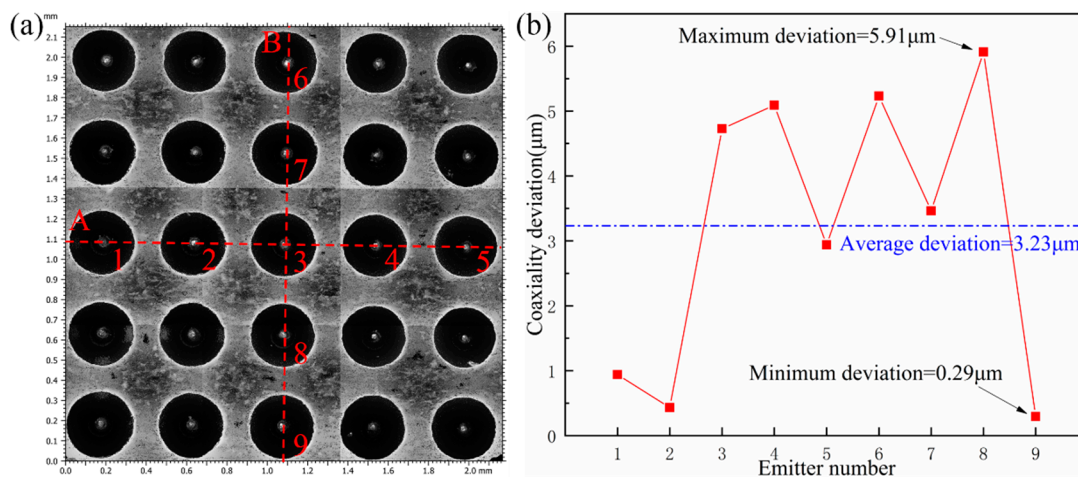 (a)
mm
2.1
2.0
1.9
1.8
1.7
1.6
1.5
1.4
1.3
1.2
1.1
1.0
0.9
0.8
0.7
0.6
0.5
0.4
0.3
0.2
0.1
0.0
0.0 0.2 0.4 0.6 0.8 1.0 1.2 1.4 1.6 1.8 2.0 mm
B
6
7
A
1 2 3 4 5
8
9
(b)
Coaxiality deviation(μm)
6
5
4
3
2
1
0
Maximum deviation=5.91μm
Average deviation=3.23μm
Minimum deviation=0.29μm
1 2 3 4 5 6 7 8 9
Emitter number